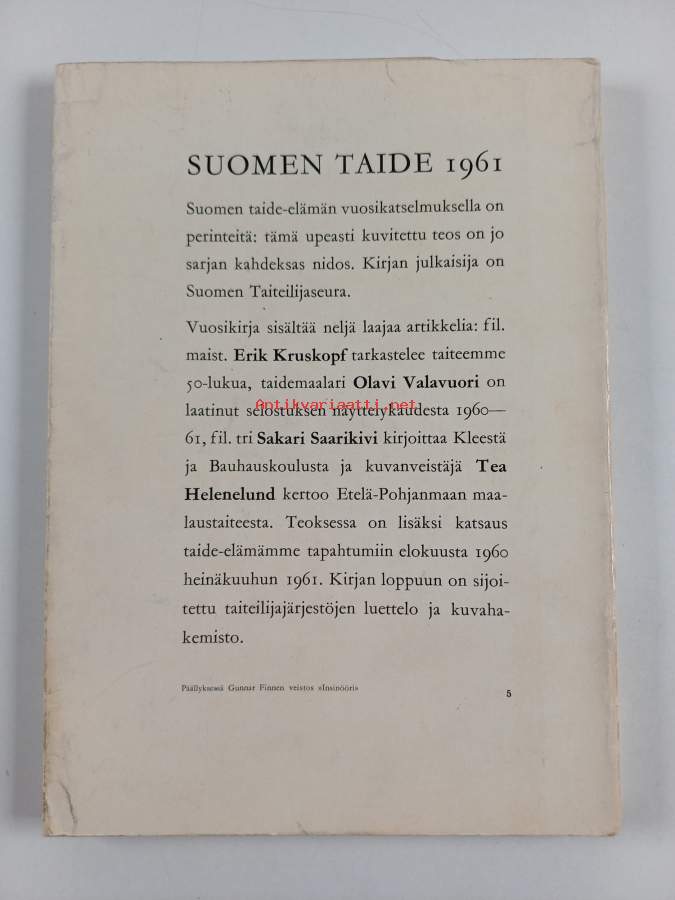 SUOMEN TAIDE 1961
Suomen taide-elämän vuosikatselmuksella on
perinteitä: tämä upeasti kuvitettu teos on jo
sarjan kahdeksas nidos. Kirjan julkaisija on
Suomen Taiteilijaseura.
Vuosikirja sisältää neljä laajaa artikkelia: fil.
maist. Erik Kruskopf tarkastelee taiteemme
50-lukua, taidemaalari Olavi Valavuori on
Antikvariaatti.net
laatinut selostuksen näyttelykaudesta 1960—
61, fil. tri Sakari Saarikivi kirjoittaa Kleestä
ja Bauhauskoulusta ja kuvanveistäjä Tea
Helenelund kertoo Etelä-Pohjanmaan maa-
laustaiteesta. Teoksessa on lisäksi katsaus
taide-elämämme tapahtumiin elokuusta 1960
heinäkuuhun 1961. Kirjan loppuun on sijoi-
tettu taiteilijajärjestöjen luettelo ja kuvaha-
kemisto.
Päällyksessä Gunnar Finnen veistos »Insinööri»
5